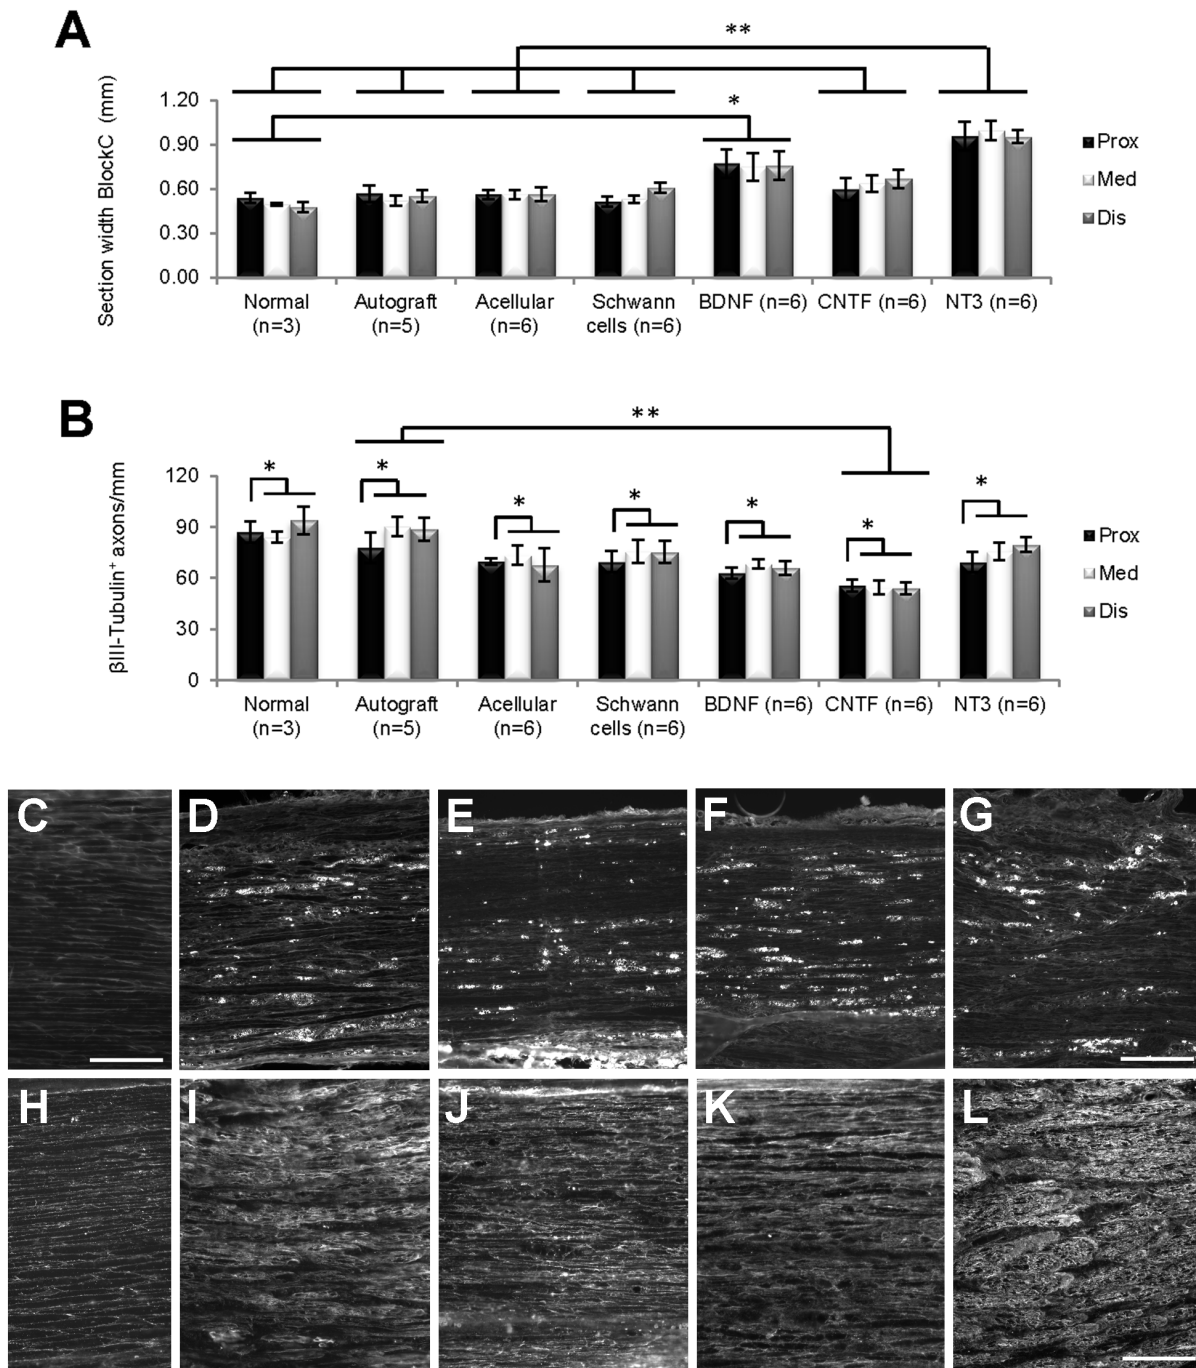 A
**
Section width BlockC (mm)
1.20
0.90
0.60
0.30
0.00
*
Prox
Med
Dis
Normal (n=3)
Autograft (n=5)
Acellular (n=6)
Schwann cells (n=6)
BDNF (n=6)
CNTF (n=6)
NT3 (n=6)
B
**
βIII-Tubulin⁺ axons/mm
120
90
60
30
0
*
*
*
*
*
*
*
Prox
Med
Dis
Normal (n=3)
Autograft (n=5)
Acellular (n=6)
Schwann cells (n=6)
BDNF (n=6)
CNTF (n=6)
NT3 (n=6)
C
D
E
F
G
H
I
J
K
L